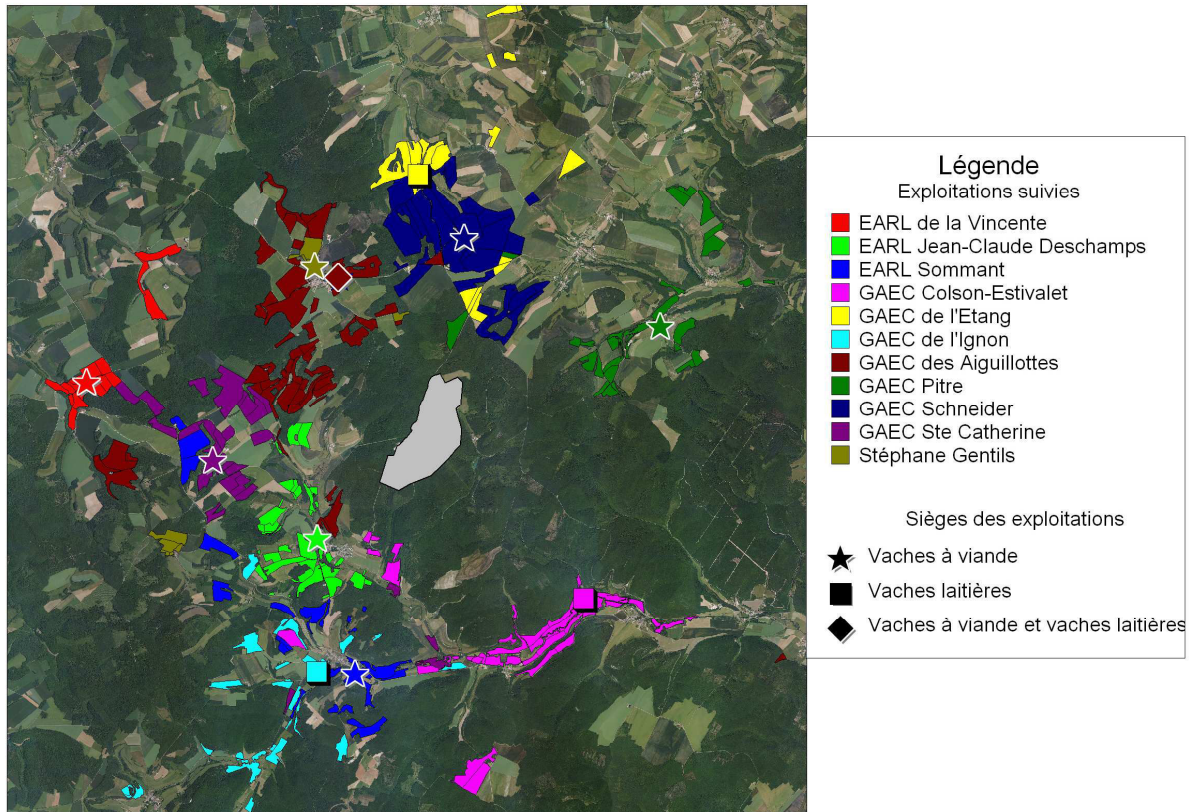 Légende
Exploitations suivies
EARL de la Vincente
EARL Jean-Claude Deschamps
EARL Sommant
GAEC Colson-Estivalet
GAEC de l'Etang
GAEC de l'Ignon
GAEC des Aiguillottes
GAEC Pitre
GAEC Schneider
GAEC Ste Catherine
Stéphane Gentils
Sièges des exploitations
Vaches à viande
Vaches laitières
Vaches à viande et vaches laitières